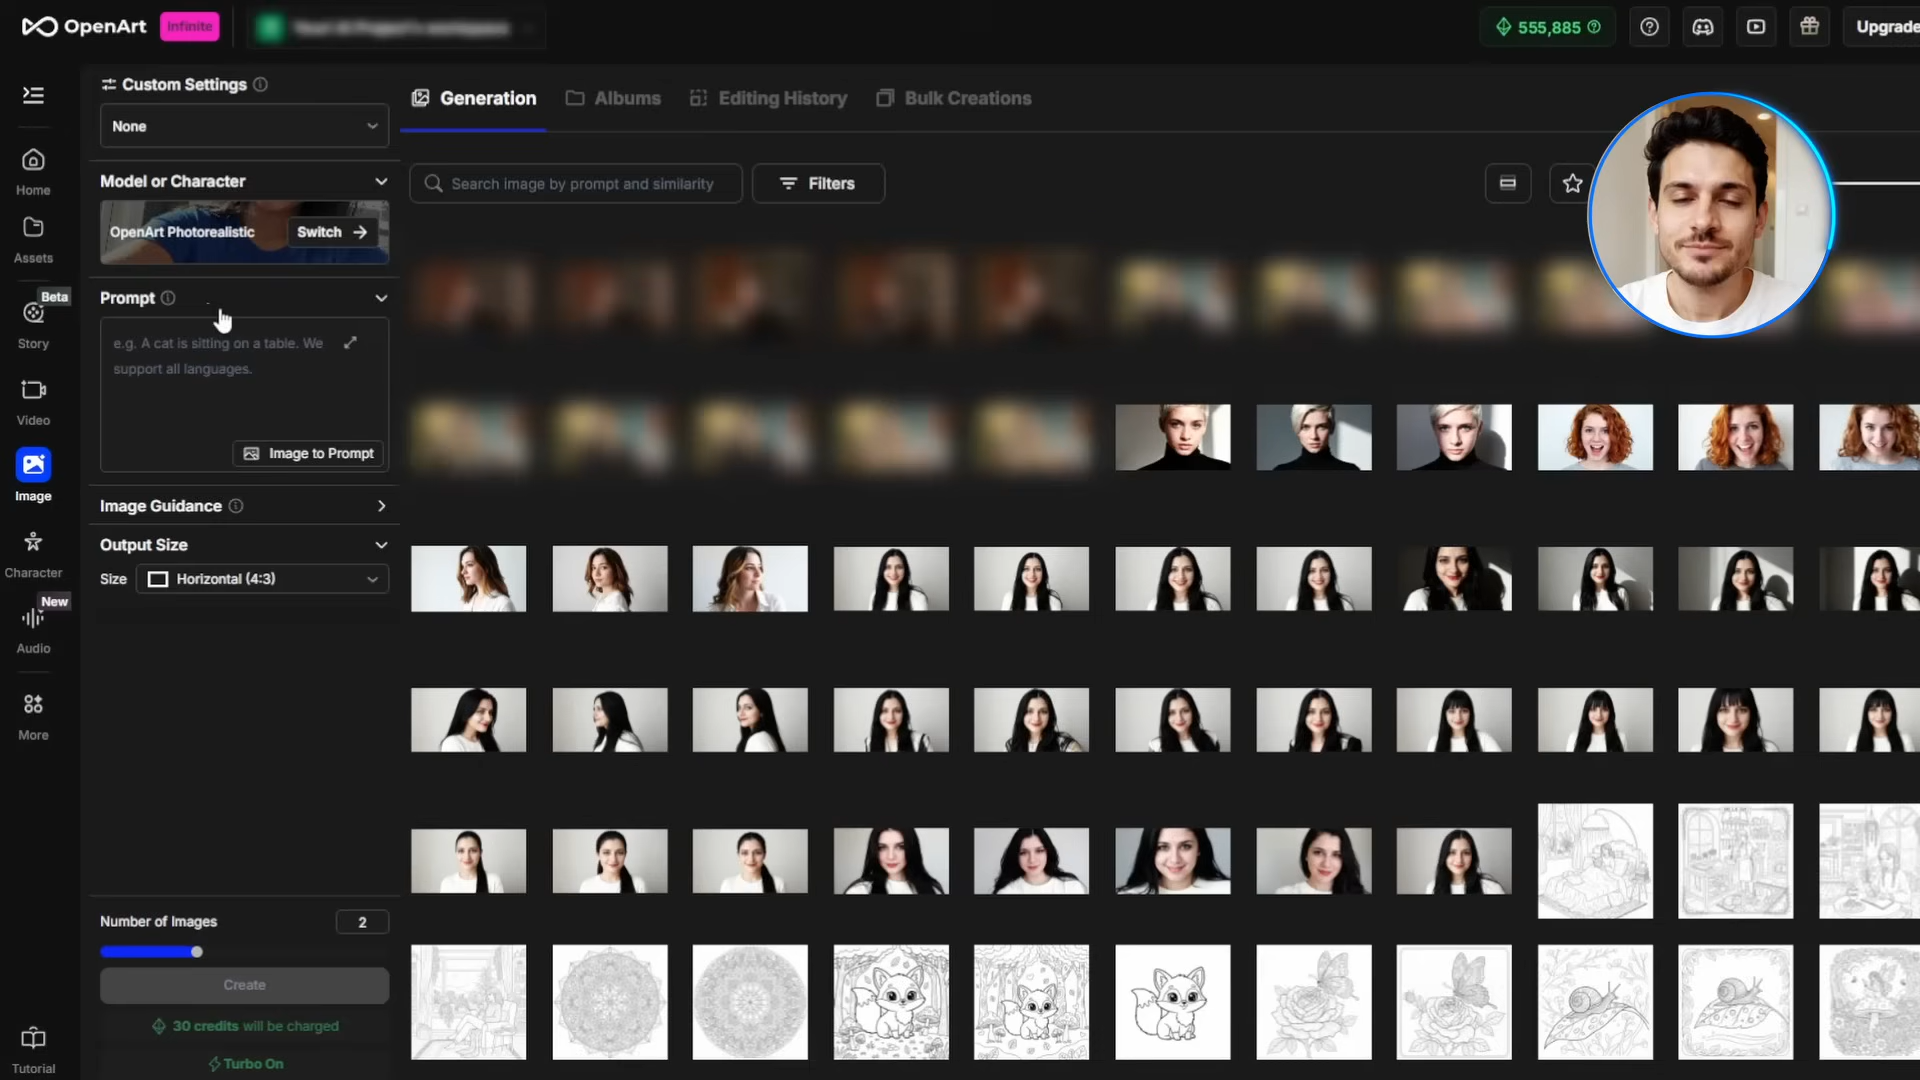 OpenArt Infinite
555,885
Upgrade
Custom Settings
None
Model or Character
OpenArt Photorealistic Switch
Prompt
e.g. A cat is sitting on a table. We
support all languages.
Image to Prompt
Image Guidance
Output Size
Size Horizontal (4:3)
Number of Images 2
Create
30 credits will be charged
Turbo On
Home
Assets
Beta
Story
Video
Image
Character
New
Audio
More
Tutorial
Generation Albums Editing History Bulk Creations
Search image by prompt and similarity Filters